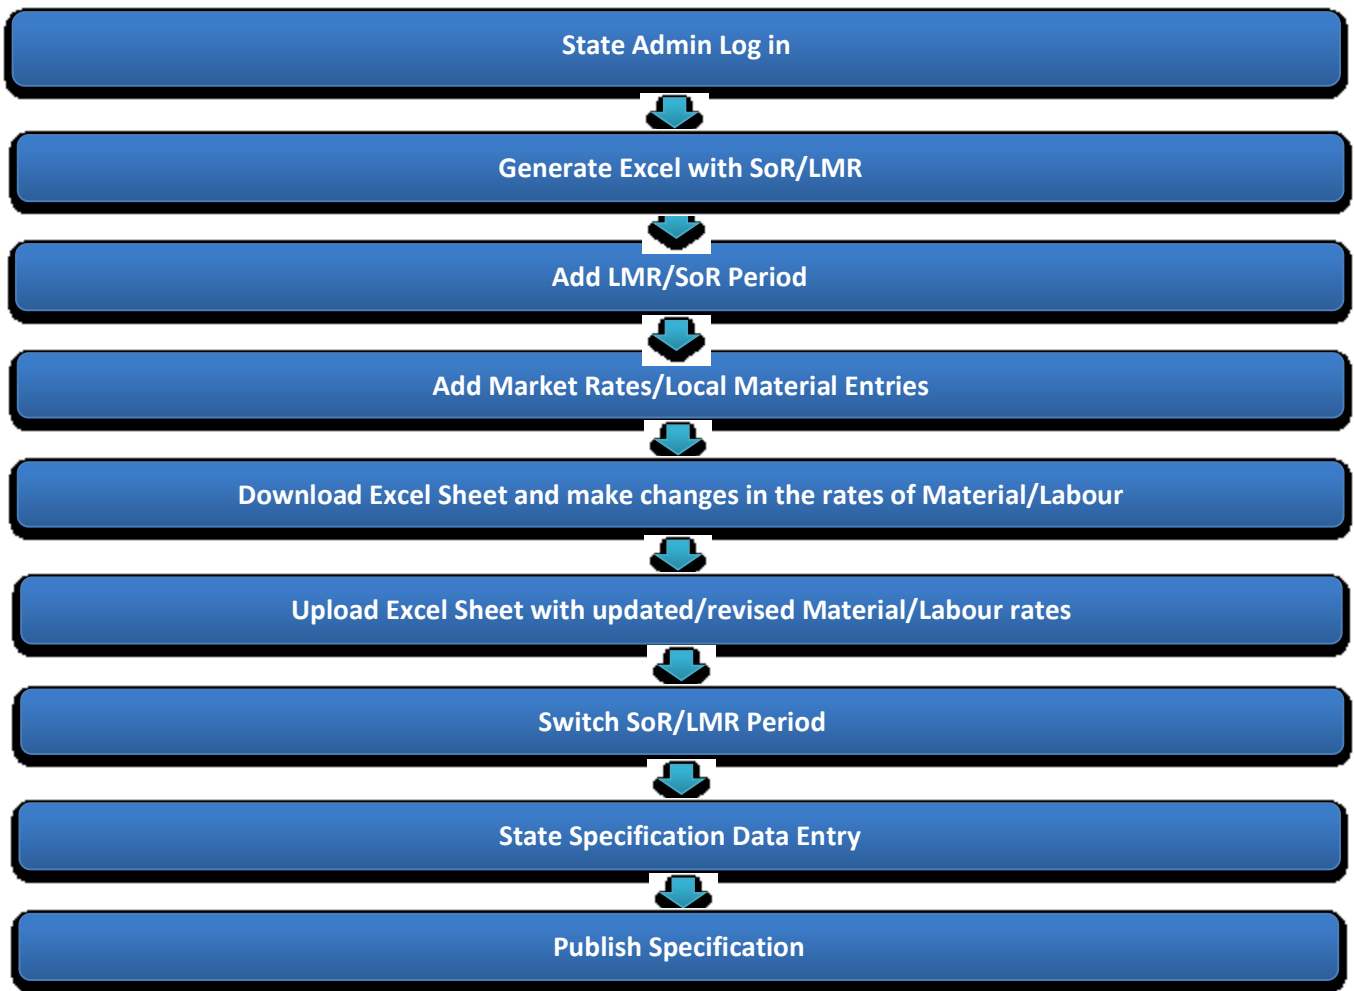 State Admin Log in
Generate Excel with SoR/LMR
Add LMR/SoR Period
Add Market Rates/Local Material Entries
Download Excel Sheet and make changes in the rates of Material/Labour
Upload Excel Sheet with updated/revised Material/Labour rates
Switch SoR/LMR Period
State Specification Data Entry
Publish Specification